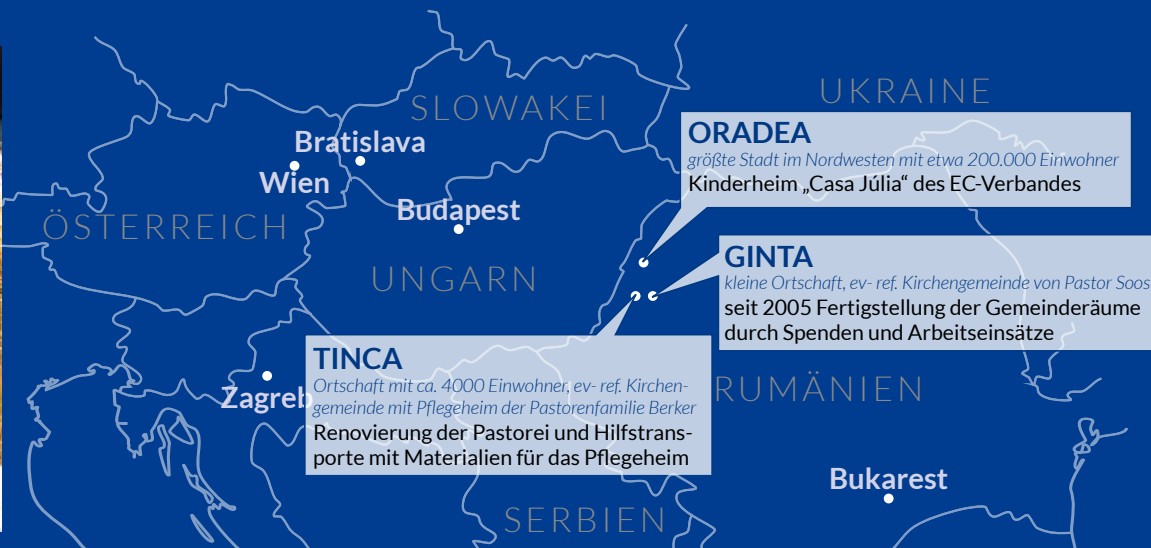 SLOWAKEI
UKRAINE
Bratislava
Wien
ÖSTERREICH
Budapest
UNGARN
ORADEA
größte Stadt im Nordwesten mit etwa 200.000 Einwohner
Kinderheim „Casa Júlia“ des EC-Verbandes
GINTA
kleine Ortschaft, ev- ref. Kirchengemeinde von Pastor Soos
seit 2005 Fertigstellung der Gemeinderäume
durch Spenden und Arbeitseinsätze
TINCA
Ortschaft mit ca. 4000 Einwohner, ev- ref. Kirchen-
gemeinde mit Pflegeheim der Pastorenfamilie Berker
Renovierung der Pastorei und Hilfstrans-
porte mit Materialien für das Pflegeheim
Zagreb
RUMÄNIEN
Bukarest
SERBIEN